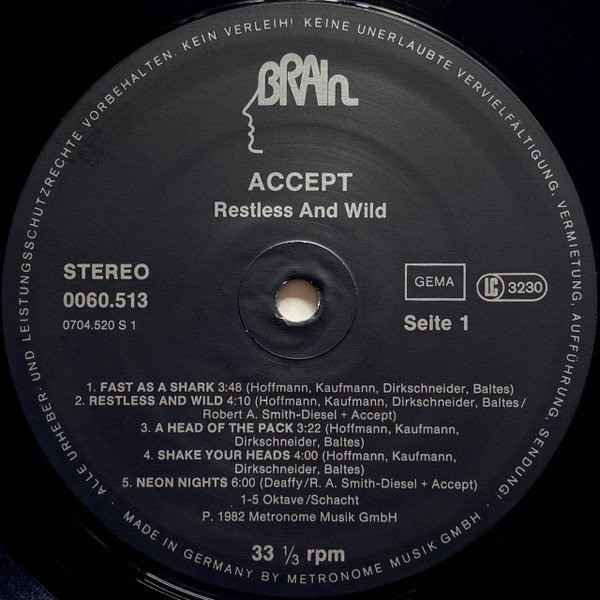 BRAIn
ACCEPT
Restless And Wild
STEREO
0060.513
0704.520 S 1
GEMA
LC 3230
Seite 1
1. FAST AS A SHARK 3:48 (Hoffmann, Kaufmann, Dirkschneider, Baltes)
2. RESTLESS AND WILD 4:10 (Hoffmann, Kaufmann, Dirkschneider, Baltes/
Robert A. Smith-Diesel + Accept)
3. A HEAD OF THE PACK 3:22 (Hoffmann, Kaufmann,
Dirkschneider, Baltes)
4. SHAKE YOUR HEADS 4:00 (Hoffmann, Kaufmann,
Dirkschneider, Baltes)
5. NEON NIGHTS 6:00 (Deaffy/R. A. Smith-Diesel + Accept)
1-5 Oktave/Schacht
P. 1982 Metronome Musik GmbH
33 1/3 rpm
· ALLE URHEBER- UND LEISTUNGSSCHUTZRECHTE VORBEHALTEN. KEIN VERLEIH! KEINE UNERLAUBTE VERVIELFÄLTIGUNG, VERMIETUNG, AUFFÜHRUNG, SENDUNG! ·
MADE IN GERMANY BY METRONOME MUSIK GMBH